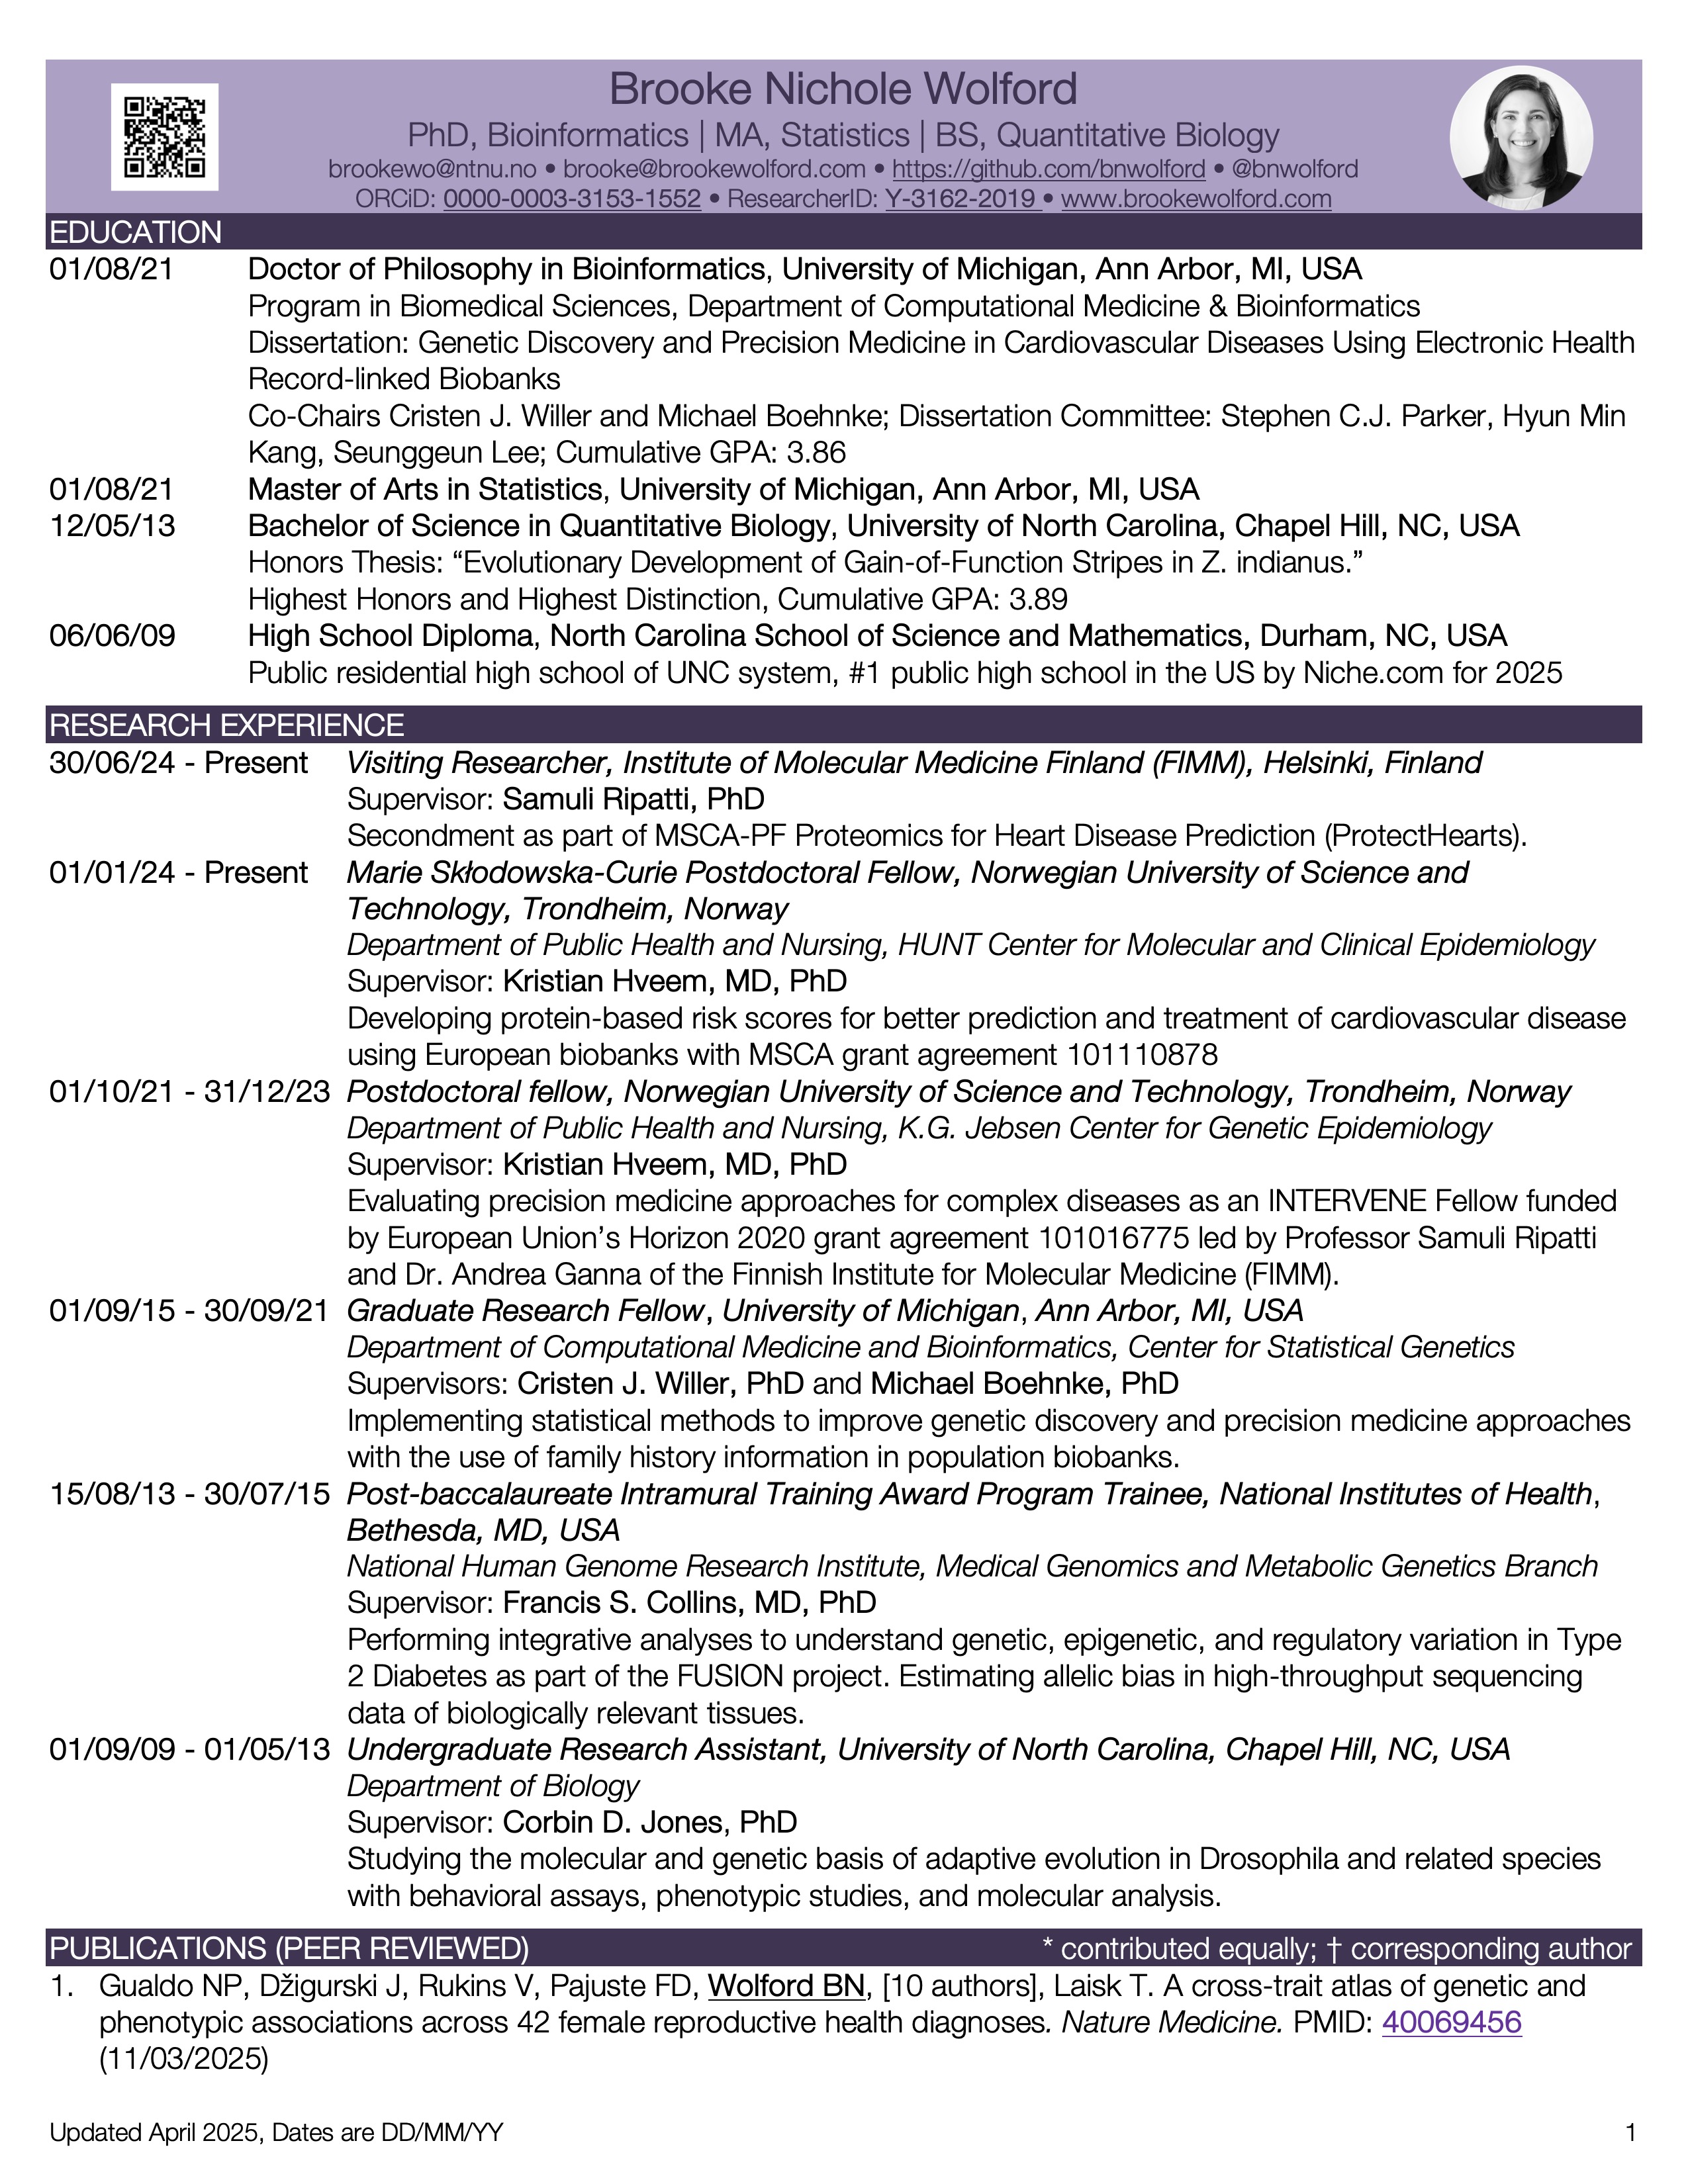 Brooke Nichole Wolford
PhD, Bioinformatics | MA, Statistics | BS, Quantitative Biology
brookewo@ntnu.no • brooke@brookewolford.com • https://github.com/bnwolford • @bnwolford
ORCiD: 0000-0003-3153-1552 • ResearcherID: Y-3162-2019 • www.brookewolford.com
EDUCATION
01/08/21 Doctor of Philosophy in Bioinformatics, University of Michigan, Ann Arbor, MI, USA
Program in Biomedical Sciences, Department of Computational Medicine & Bioinformatics
Dissertation: Genetic Discovery and Precision Medicine in Cardiovascular Diseases Using Electronic Health
Record-linked Biobanks
Co-Chairs Cristen J. Willer and Michael Boehnke; Dissertation Committee: Stephen C.J. Parker, Hyun Min
Kang, Seunggeun Lee; Cumulative GPA: 3.86
01/08/21 Master of Arts in Statistics, University of Michigan, Ann Arbor, MI, USA
12/05/13 Bachelor of Science in Quantitative Biology, University of North Carolina, Chapel Hill, NC, USA
Honors Thesis: “Evolutionary Development of Gain-of-Function Stripes in Z. indianus.”
Highest Honors and Highest Distinction, Cumulative GPA: 3.89
06/06/09 High School Diploma, North Carolina School of Science and Mathematics, Durham, NC, USA
Public residential high school of UNC system, #1 public high school in the US by Niche.com for 2025
RESEARCH EXPERIENCE
30/06/24 - Present Visiting Researcher, Institute of Molecular Medicine Finland (FIMM), Helsinki, Finland
Supervisor: Samuli Ripatti, PhD
Secondment as part of MSCA-PF Proteomics for Heart Disease Prediction (ProtectHearts).
01/01/24 - Present Marie Skłodowska-Curie Postdoctoral Fellow, Norwegian University of Science and
Technology, Trondheim, Norway
Department of Public Health and Nursing, HUNT Center for Molecular and Clinical Epidemiology
Supervisor: Kristian Hveem, MD, PhD
Developing protein-based risk scores for better prediction and treatment of cardiovascular disease
using European biobanks with MSCA grant agreement 101110878
01/10/21 - 31/12/23 Postdoctoral fellow, Norwegian University of Science and Technology, Trondheim, Norway
Department of Public Health and Nursing, K.G. Jebsen Center for Genetic Epidemiology
Supervisor: Kristian Hveem, MD, PhD
Evaluating precision medicine approaches for complex diseases as an INTERVENE Fellow funded
by European Union’s Horizon 2020 grant agreement 101016775 led by Professor Samuli Ripatti
and Dr. Andrea Ganna of the Finnish Institute for Molecular Medicine (FIMM).
01/09/15 - 30/09/21 Graduate Research Fellow, University of Michigan, Ann Arbor, MI, USA
Department of Computational Medicine and Bioinformatics, Center for Statistical Genetics
Supervisors: Cristen J. Willer, PhD and Michael Boehnke, PhD
Implementing statistical methods to improve genetic discovery and precision medicine approaches
with the use of family history information in population biobanks.
15/08/13 - 30/07/15 Post-baccalaureate Intramural Training Award Program Trainee, National Institutes of Health,
Bethesda, MD, USA
National Human Genome Research Institute, Medical Genomics and Metabolic Genetics Branch
Supervisor: Francis S. Collins, MD, PhD
Performing integrative analyses to understand genetic, epigenetic, and regulatory variation in Type
2 Diabetes as part of the FUSION project. Estimating allelic bias in high-throughput sequencing
data of biologically relevant tissues.
01/09/09 - 01/05/13 Undergraduate Research Assistant, University of North Carolina, Chapel Hill, NC, USA
Department of Biology
Supervisor: Corbin D. Jones, PhD
Studying the molecular and genetic basis of adaptive evolution in Drosophila and related species
with behavioral assays, phenotypic studies, and molecular analysis.
PUBLICATIONS (PEER REVIEWED) * contributed equally; † corresponding author
1. Gualdo NP, Džigurski J, Rukins V, Pajuste FD, Wolford BN, [10 authors], Laisk T. A cross-trait atlas of genetic and
phenotypic associations across 42 female reproductive health diagnoses. Nature Medicine. PMID: 40069456
(11/03/2025)
Updated April 2025, Dates are DD/MM/YY 1